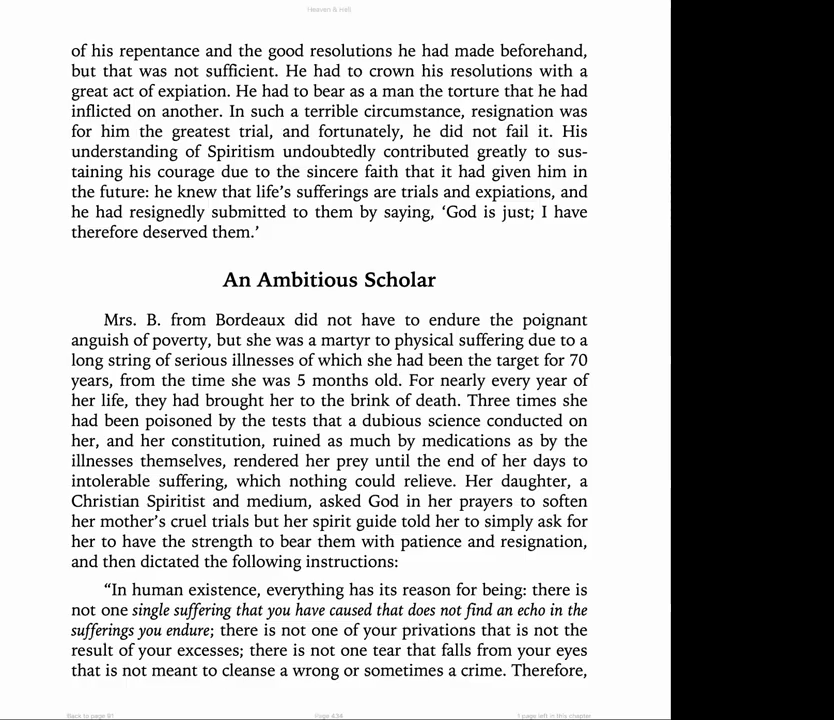 Heaven & Hell
of his repentance and the good resolutions he had made beforehand,
but that was not sufficient. He had to crown his resolutions with a
great act of expiation. He had to bear as a man the torture that he had
inflicted on another. In such a terrible circumstance, resignation was
for him the greatest trial, and fortunately, he did not fail it. His
understanding of Spiritism undoubtedly contributed greatly to sus-
taining his courage due to the sincere faith that it had given him in
the future: he knew that life’s sufferings are trials and expiations, and
he had resignedly submitted to them by saying, ‘God is just; I have
therefore deserved them.’
An Ambitious Scholar
Mrs. B. from Bordeaux did not have to endure the poignant
anguish of poverty, but she was a martyr to physical suffering due to a
long string of serious illnesses of which she had been the target for 70
years, from the time she was 5 months old. For nearly every year of
her life, they had brought her to the brink of death. Three times she
had been poisoned by the tests that a dubious science conducted on
her, and her constitution, ruined as much by medications as by the
illnesses themselves, rendered her prey until the end of her days to
intolerable suffering, which nothing could relieve. Her daughter, a
Christian Spiritist and medium, asked God in her prayers to soften
her mother’s cruel trials but her spirit guide told her to simply ask for
her to have the strength to bear them with patience and resignation,
and then dictated the following instructions:
“In human existence, everything has its reason for being: there is
not one single suffering that you have caused that does not find an echo in the
sufferings you endure; there is not one of your privations that is not the
result of your excesses; there is not one tear that falls from your eyes
that is not meant to cleanse a wrong or sometimes a crime. Therefore,
Back to page 91
Page 434
1 page left in this chapter